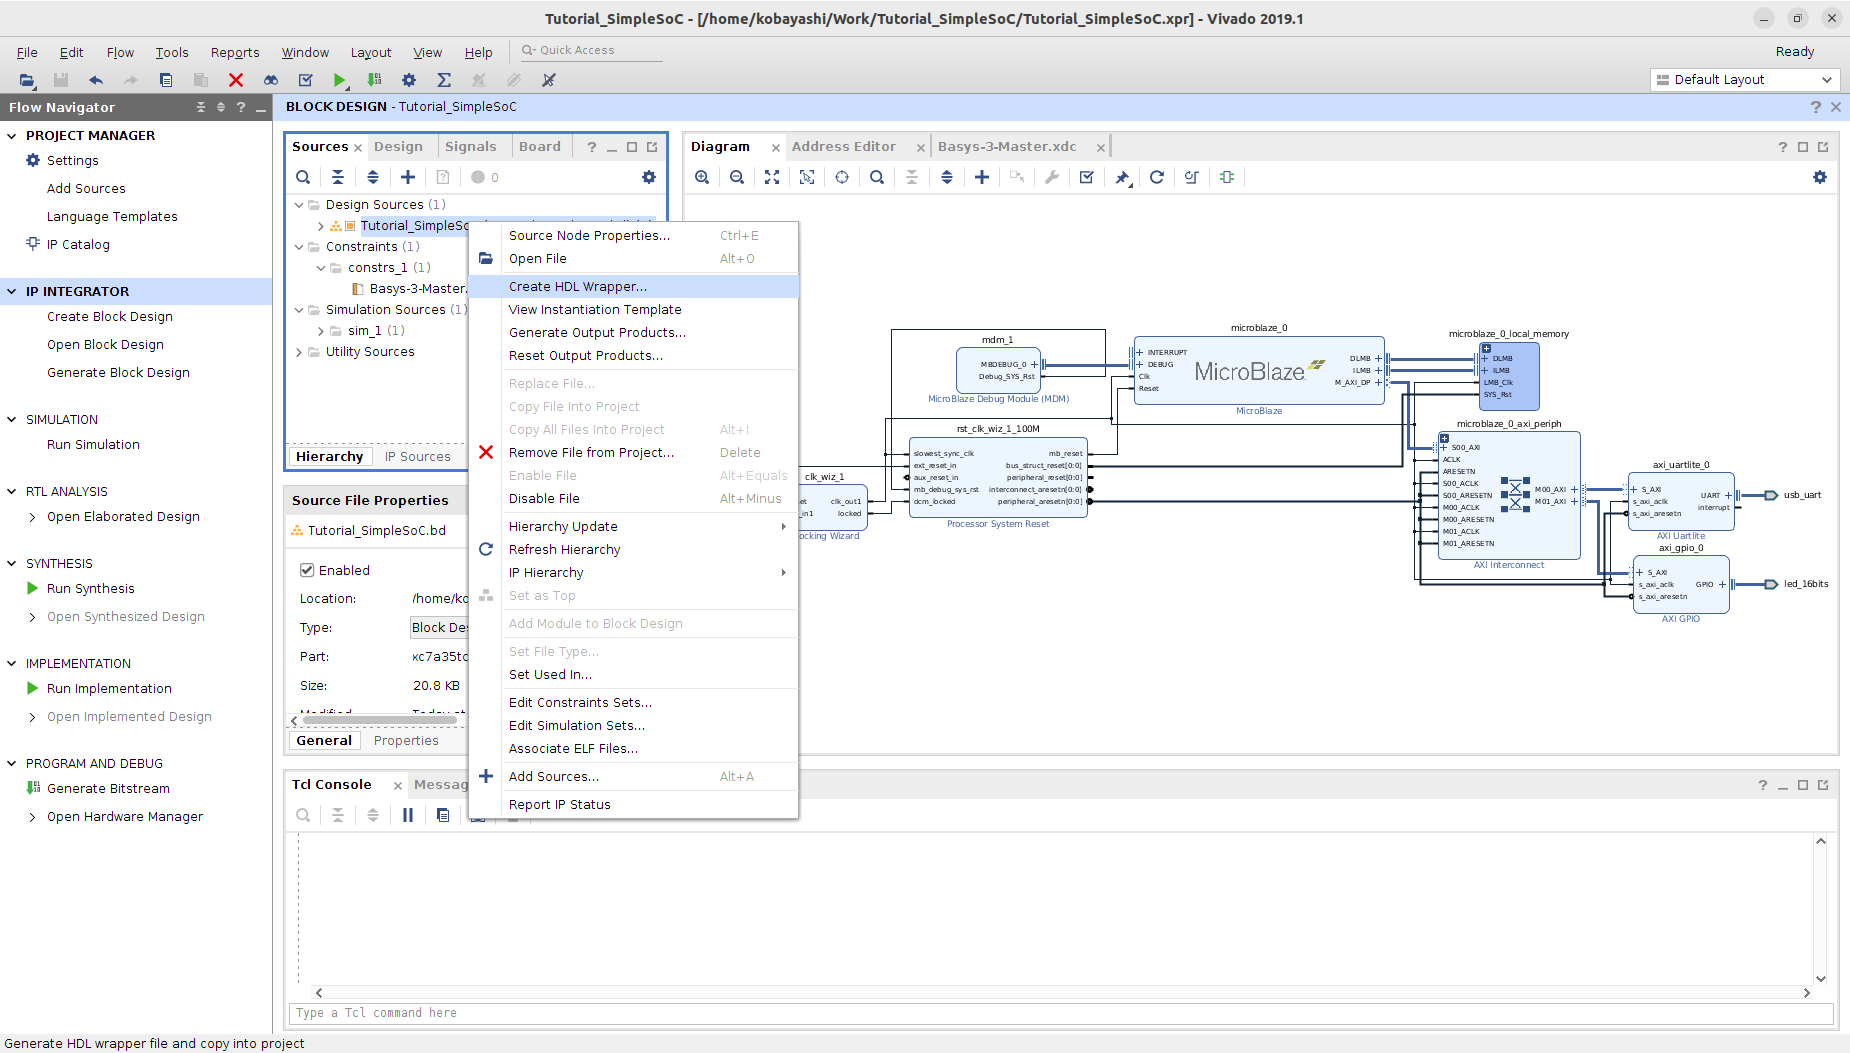 Tutorial_SimpleSoC - [/home/kobayashi/Work/Tutorial_SimpleSoC/Tutorial_SimpleSoC.xpr] - Vivado 2019.1
File Edit Flow Tools Reports Window Layout View Help Quick Access
Ready
Default Layout
Flow Navigator
PROJECT MANAGER
Settings
Add Sources
Language Templates
IP Catalog
IP INTEGRATOR
Create Block Design
Open Block Design
Generate Block Design
SIMULATION
Run Simulation
RTL ANALYSIS
Open Elaborated Design
SYNTHESIS
Run Synthesis
Open Synthesized Design
IMPLEMENTATION
Run Implementation
Open Implemented Design
PROGRAM AND DEBUG
Generate Bitstream
Open Hardware Manager
BLOCK DESIGN - Tutorial_SimpleSoC
Sources Design Signals Board
0
Design Sources (1)
Tutorial_SimpleSo
Constraints (1)
constrs_1 (1)
Basys-3-Master.
Simulation Sources (1)
sim_1 (1)
Utility Sources
Hierarchy IP Sources
Source File Properties
Tutorial_SimpleSoC.bd
Enabled
Location: /home/ko
Type: Block De
Part: xc7a35tc
Size: 20.8 KB
General Properties
Source Node Properties... Ctrl+E
Open File Alt+O
Create HDL Wrapper...
View Instantiation Template
Generate Output Products...
Reset Output Products...
Replace File...
Copy File Into Project
Copy All Files Into Project Alt+I
Remove File from Project... Delete
Enable File Alt+Equals
Disable File Alt+Minus
Hierarchy Update
Refresh Hierarchy
IP Hierarchy
Set as Top
Add Module to Block Design
Set File Type...
Set Used In...
Edit Constraints Sets...
Edit Simulation Sets...
Associate ELF Files...
Add Sources... Alt+A
Report IP Status
Diagram Address Editor Basys-3-Master.xdc
clk_wiz_1
et clk_out1
_in1 locked
ocking Wizard
mdm_1
MBDEBUG_0
Debug_SYS_Rst
MicroBlaze Debug Module (MDM)
rst_clk_wiz_1_100M
slowest_sync_clk mb_reset
ext_reset_in bus_struct_reset[0:0]
aux_reset_in peripheral_reset[0:0]
mb_debug_sys_rst interconnect_aresetn[0:0]
dcm_locked peripheral_aresetn[0:0]
Processor System Reset
microblaze_0
INTERRUPT
DEBUG
Clk
Reset
MicroBlaze
DLMB
ILMB
M_AXI_DP
MicroBlaze
microblaze_0_local_memory
DLMB
ILMB
LMB_Clk
SYS_Rst
microblaze_0_axi_periph
S00_AXI
ACLK
ARESETN
S00_ACLK
S00_ARESETN
M00_ACLK
M00_ARESETN
M01_ACLK
M01_ARESETN
M00_AXI
M01_AXI
AXI Interconnect
axi_uartlite_0
S_AXI
s_axi_aclk
s_axi_aresetn
UART
interrupt
AXI Uartlite
usb_uart
axi_gpio_0
S_AXI
s_axi_aclk
s_axi_aresetn
GPIO
AXI GPIO
led_16bits
Tcl Console Messag
Type a Tcl command here
Generate HDL wrapper file and copy into project